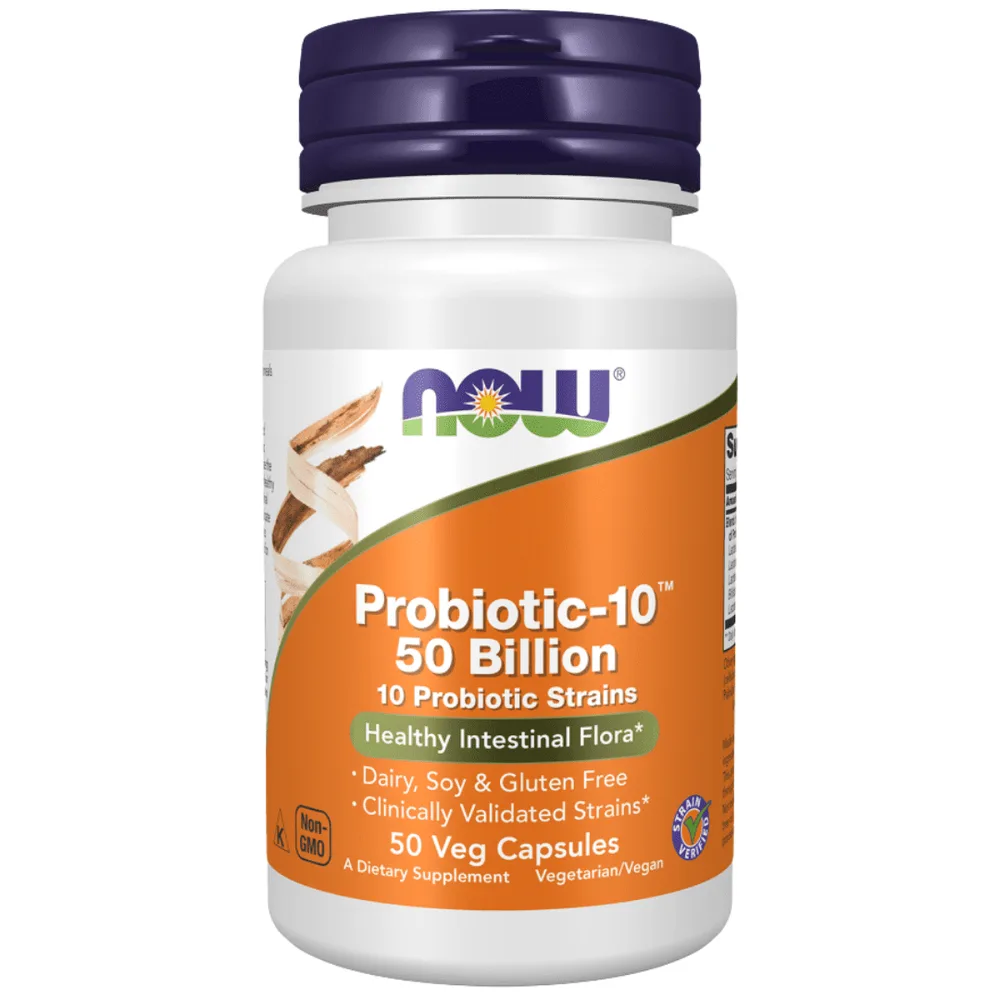 now®
Probiotic-10™
50 Billion
10 Probiotic Strains
Healthy Intestinal Flora*
• Dairy, Soy & Gluten Free
• Clinically Validated Strains*
50 Veg Capsules
A Dietary Supplement Vegetarian/Vegan
K
Non-
GMO
STRAIN
VERIFIED